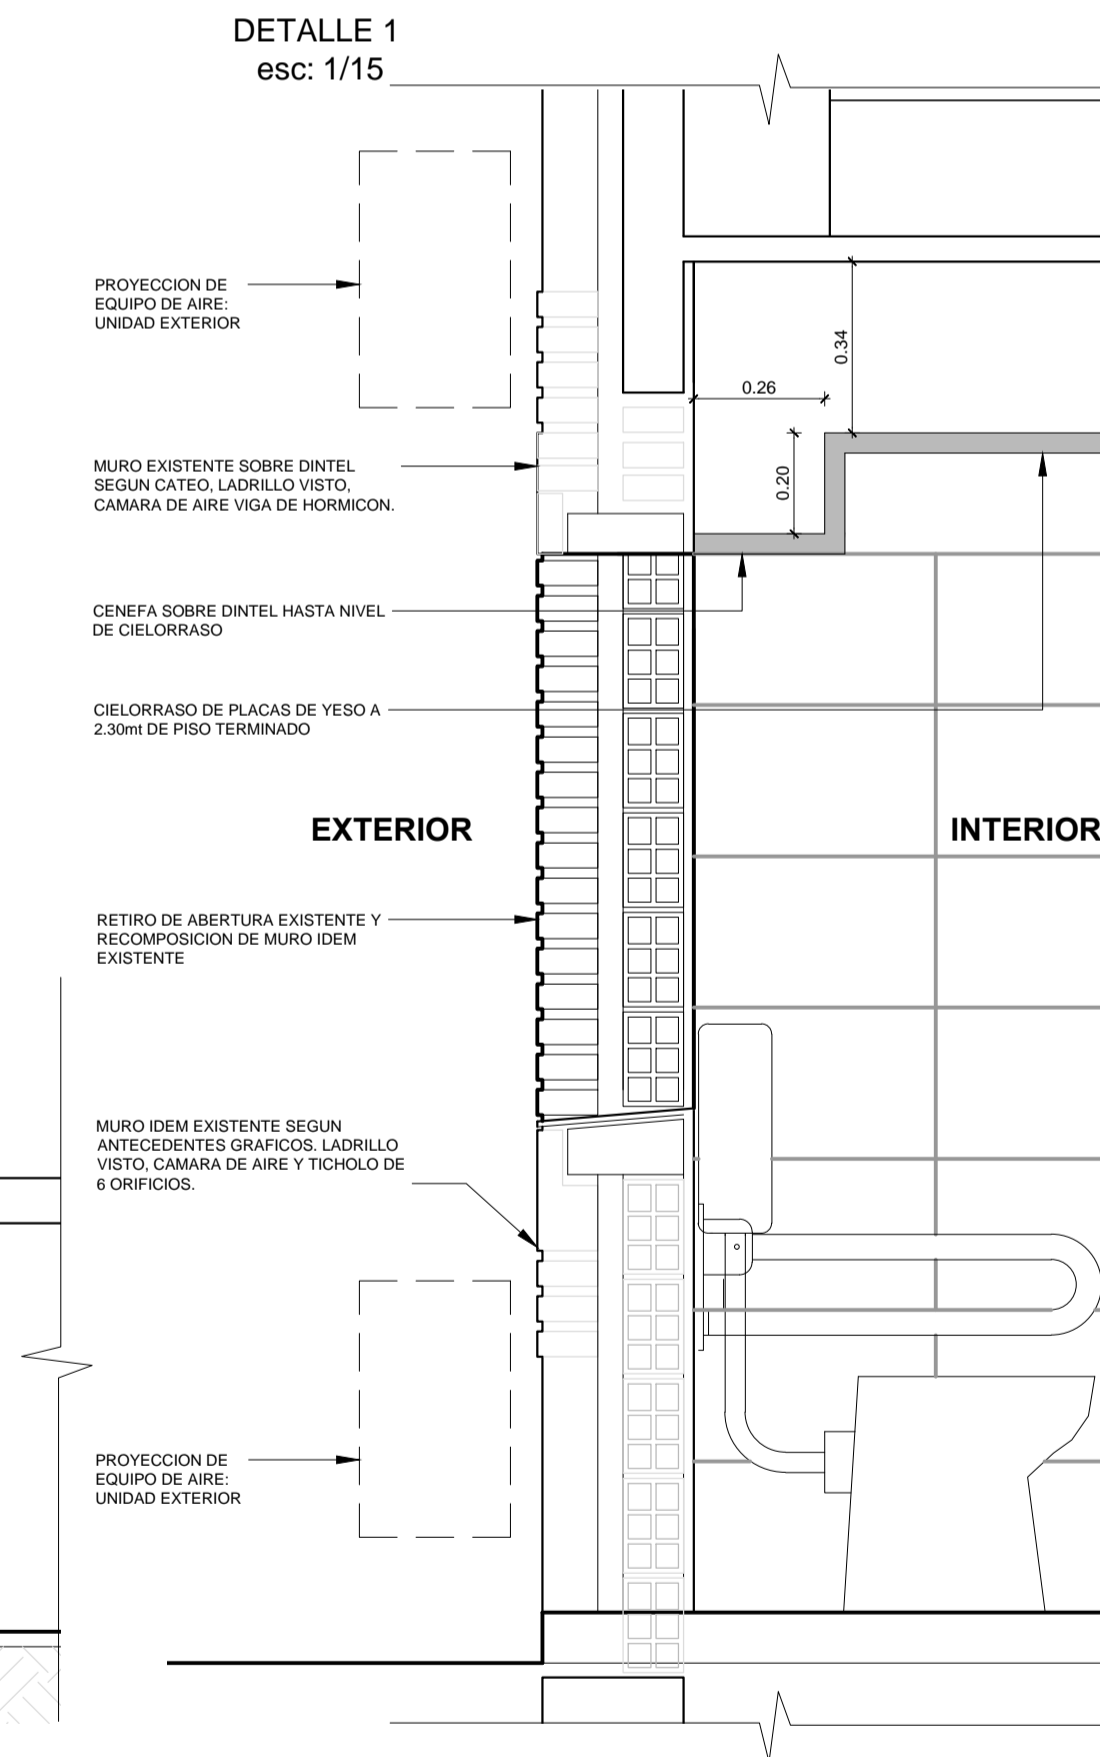 DETALLE 1
esc: 1/15
PROYECCION DE
EQUIPO DE AIRE:
UNIDAD EXTERIOR
0.34
0.26
0.20
MURO EXISTENTE SOBRE DINTEL
SEGUN CATEO, LADRILLO VISTO,
CAMARA DE AIRE VIGA DE HORMICON.
CENEFA SOBRE DINTEL HASTA NIVEL
DE CIELORRASO
CIELORRASO DE PLACAS DE YESO A
2.30mt DE PISO TERMINADO
EXTERIOR
INTERIOR
RETIRO DE ABERTURA EXISTENTE Y
RECOMPOSICION DE MURO IDEM
EXISTENTE
MURO IDEM EXISTENTE SEGUN
ANTECEDENTES GRAFICOS. LADRILLO
VISTO, CAMARA DE AIRE Y TICHOLO DE
6 ORIFICIOS.
PROYECCION DE
EQUIPO DE AIRE:
UNIDAD EXTERIOR